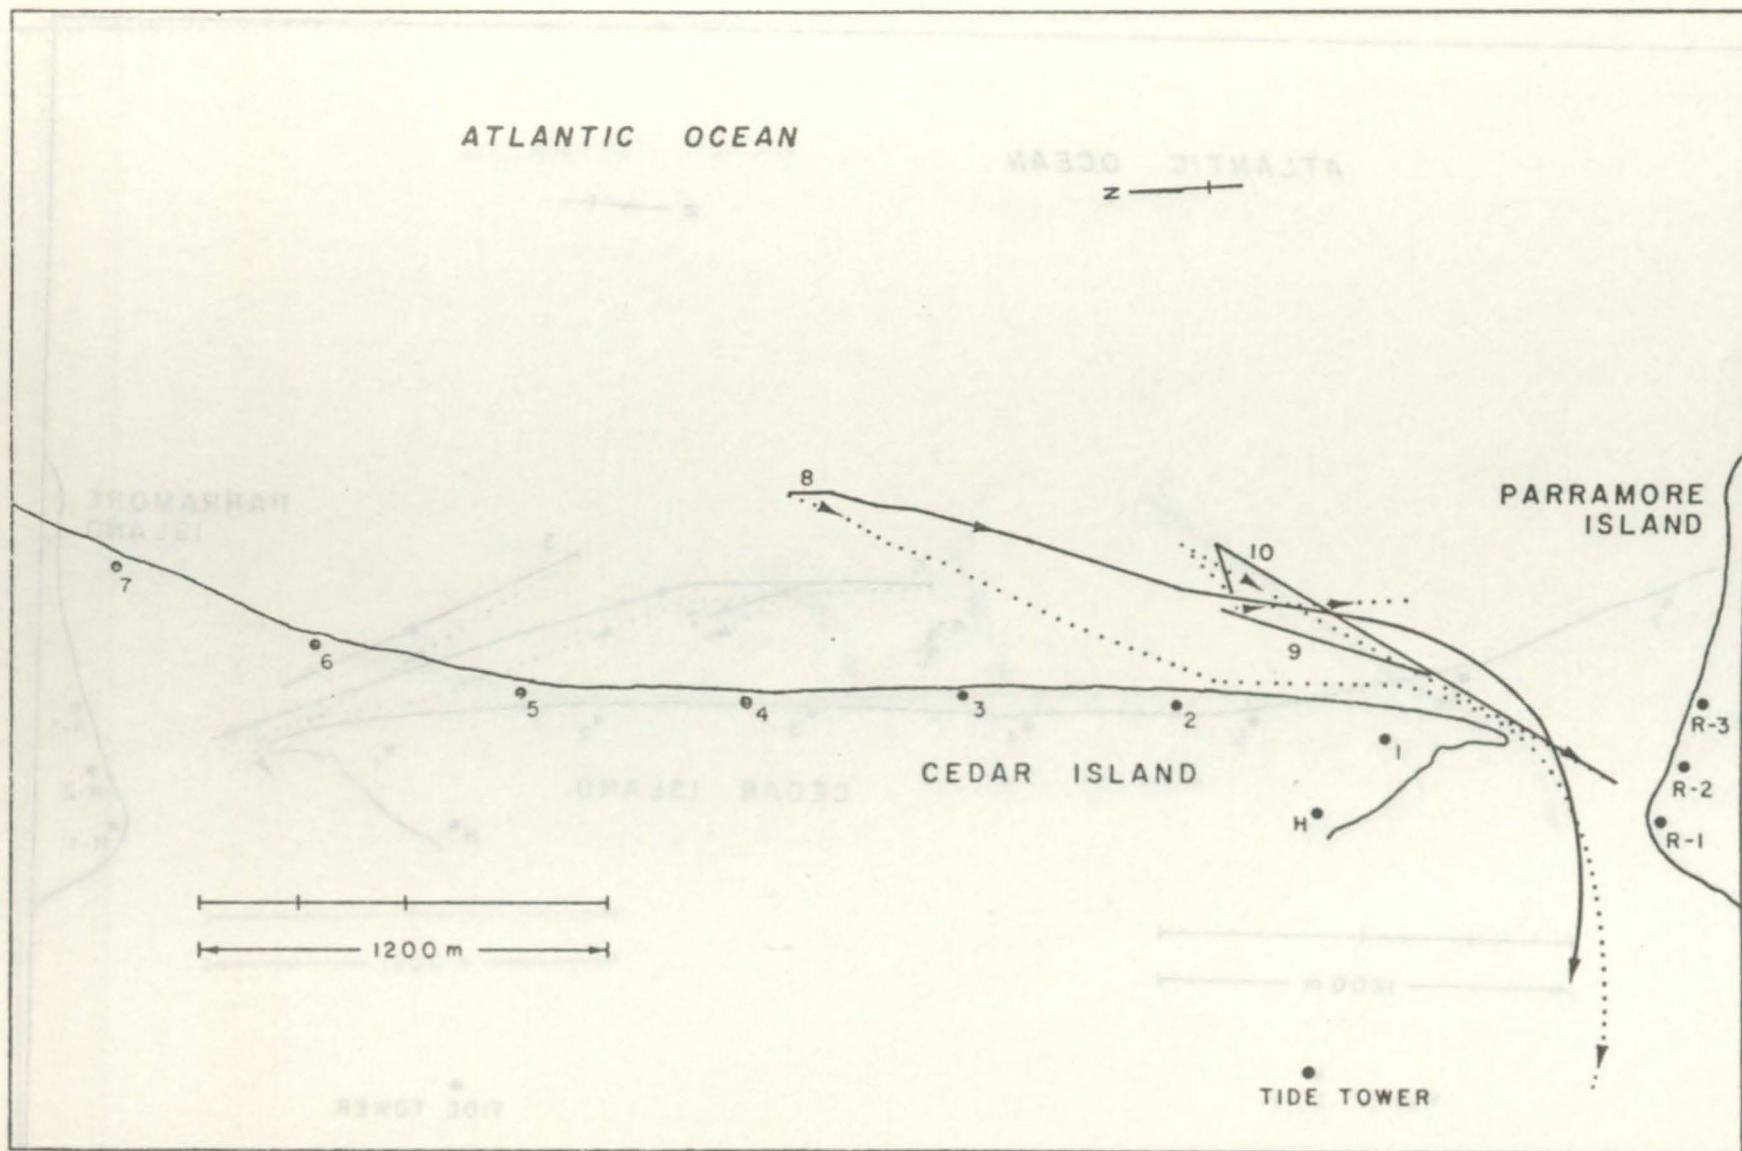 ATLANTIC OCEAN
N
8
PARRAMORE
ISLAND
10
7
6
9
5
4
3
2
1
R-3
CEDAR ISLAND
R-2
H
R-1
1200 m
TIDE TOWER